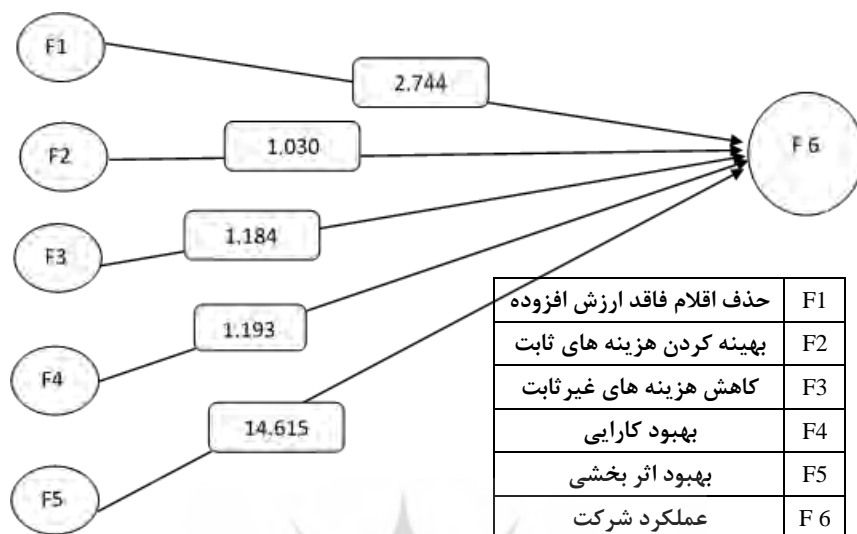 F1
2.744
F2
1.030
F 6
F3
1.184
F4
1.193
F5
14.615
حذف اقلام فاقد ارزش افزوده F1
بهینه کردن هزینه های ثابت F2
کاهش هزینه های غیرثابت F3
بهبود کارایی F4
بهبود اثر بخشی F5
عملکرد شرکت F 6